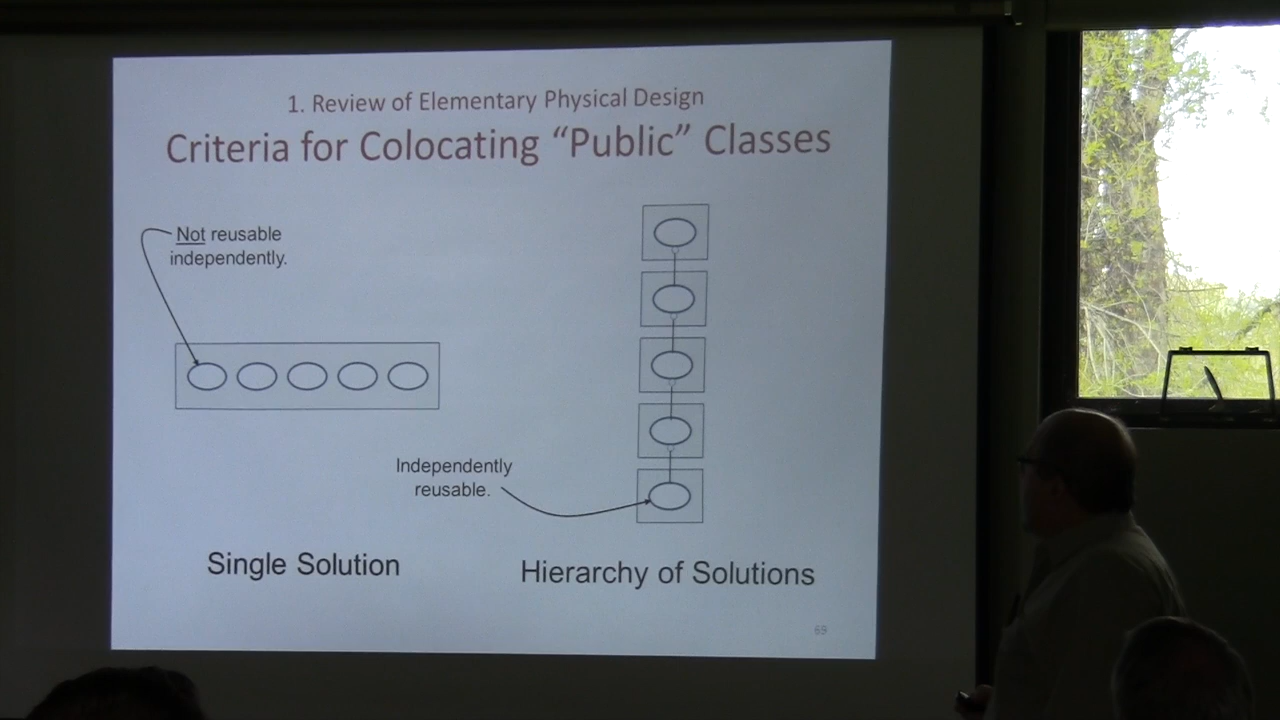 1. Review of Elementary Physical Design
Criteria for Colocating “Public” Classes
Not reusable
independently.
Independently
reusable.
Single Solution
Hierarchy of Solutions
69